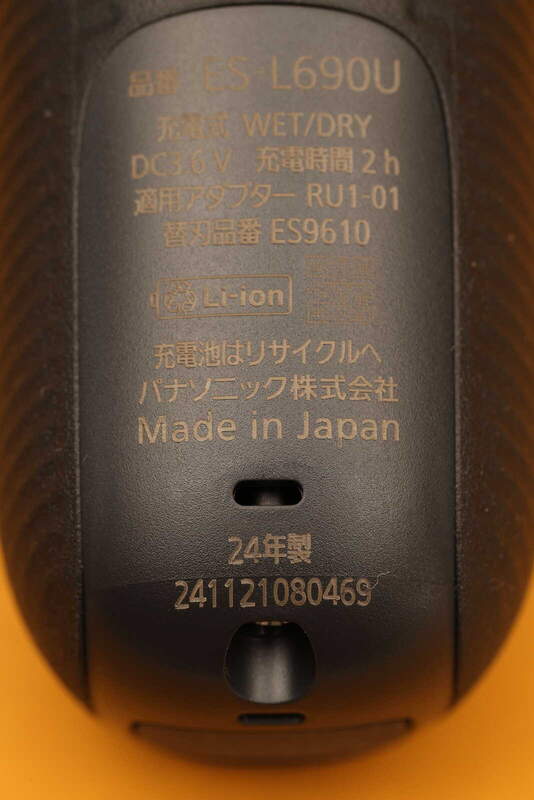 品番 ES-L690U
充電式 WET/DRY
DC3.6 V 充電時間 2 h
適用アダプター RU1-01
替刃品番 ES9610
Li-ion
充電池はリサイクルへ
パナソニック株式会社
Made in Japan
24年製
241121080469